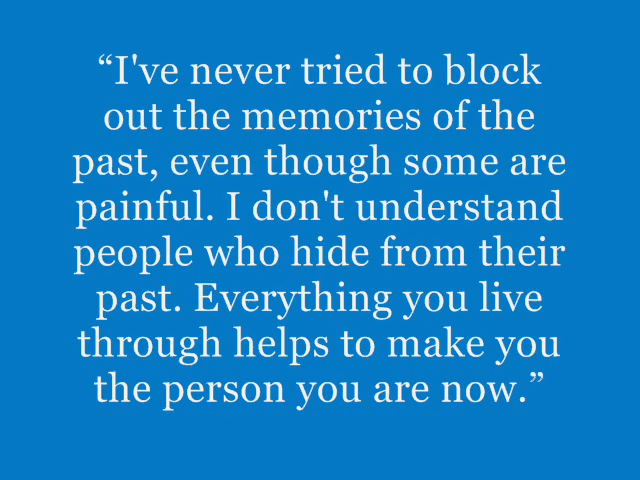 “I've never tried to block
out the memories of the
past, even though some are
painful. I don't understand
people who hide from their
past. Everything you live
through helps to make you
the person you are now.”